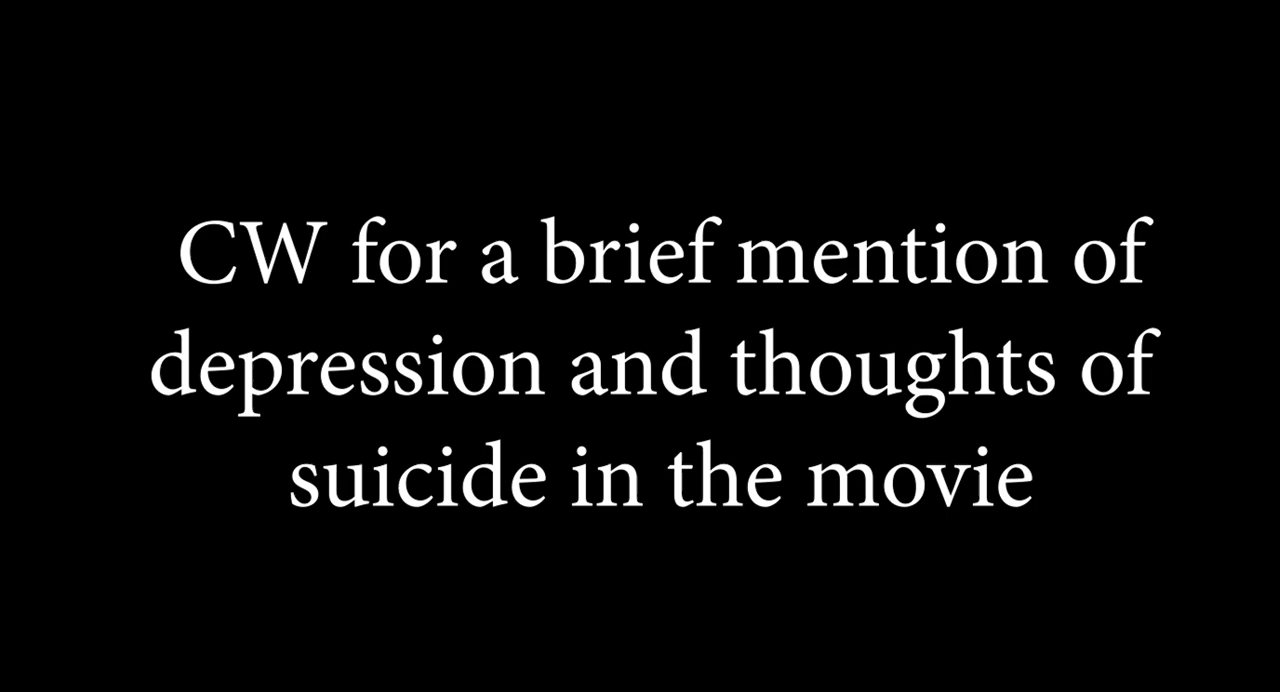 CW for a brief mention of
depression and thoughts of
suicide in the movie